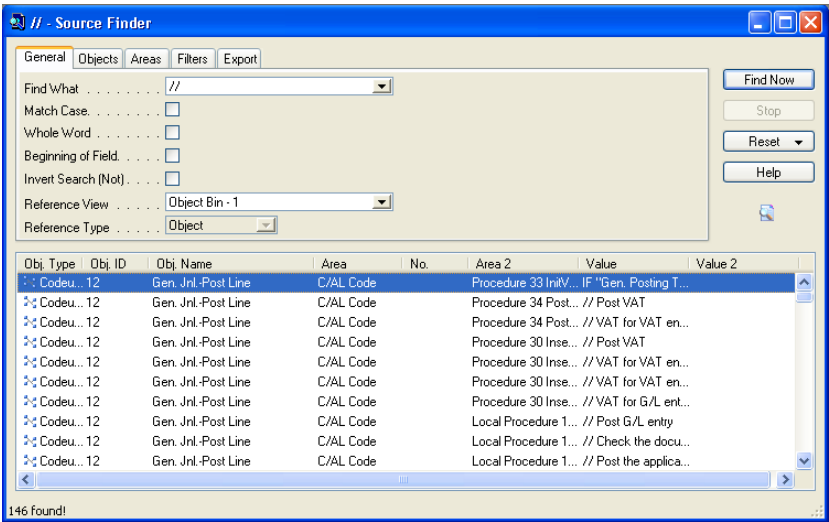 // - Source Finder
General Objects Areas Filters Export
Find What . . . . . . . . // Find Now
Match Case. . . . . . . . Stop
Whole Word . . . . . . . Reset
Beginning of Field. . . . . Help
Invert Search (Not) . . . .
Reference View . . . . . Object Bin - 1
Reference Type . . . . . Object
Obj. Type Obj. ID Obj. Name Area No. Area 2 Value Value 2
Codeu... 12 Gen. Jnl.-Post Line C/AL Code Procedure 33 InitV... IF "Gen. Posting T...
Codeu... 12 Gen. Jnl.-Post Line C/AL Code Procedure 34 Post... // Post VAT
Codeu... 12 Gen. Jnl.-Post Line C/AL Code Procedure 34 Post... // VAT for VAT en...
Codeu... 12 Gen. Jnl.-Post Line C/AL Code Procedure 30 Inse... // Post VAT
Codeu... 12 Gen. Jnl.-Post Line C/AL Code Procedure 30 Inse... // VAT for VAT en...
Codeu... 12 Gen. Jnl.-Post Line C/AL Code Procedure 30 Inse... // VAT for VAT en...
Codeu... 12 Gen. Jnl.-Post Line C/AL Code Procedure 30 Inse... // VAT for G/L ent...
Codeu... 12 Gen. Jnl.-Post Line C/AL Code Local Procedure 1... // Post G/L entry
Codeu... 12 Gen. Jnl.-Post Line C/AL Code Local Procedure 1... // Check the docu...
Codeu... 12 Gen. Jnl.-Post Line C/AL Code Local Procedure 1... // Post the applica...
146 found!